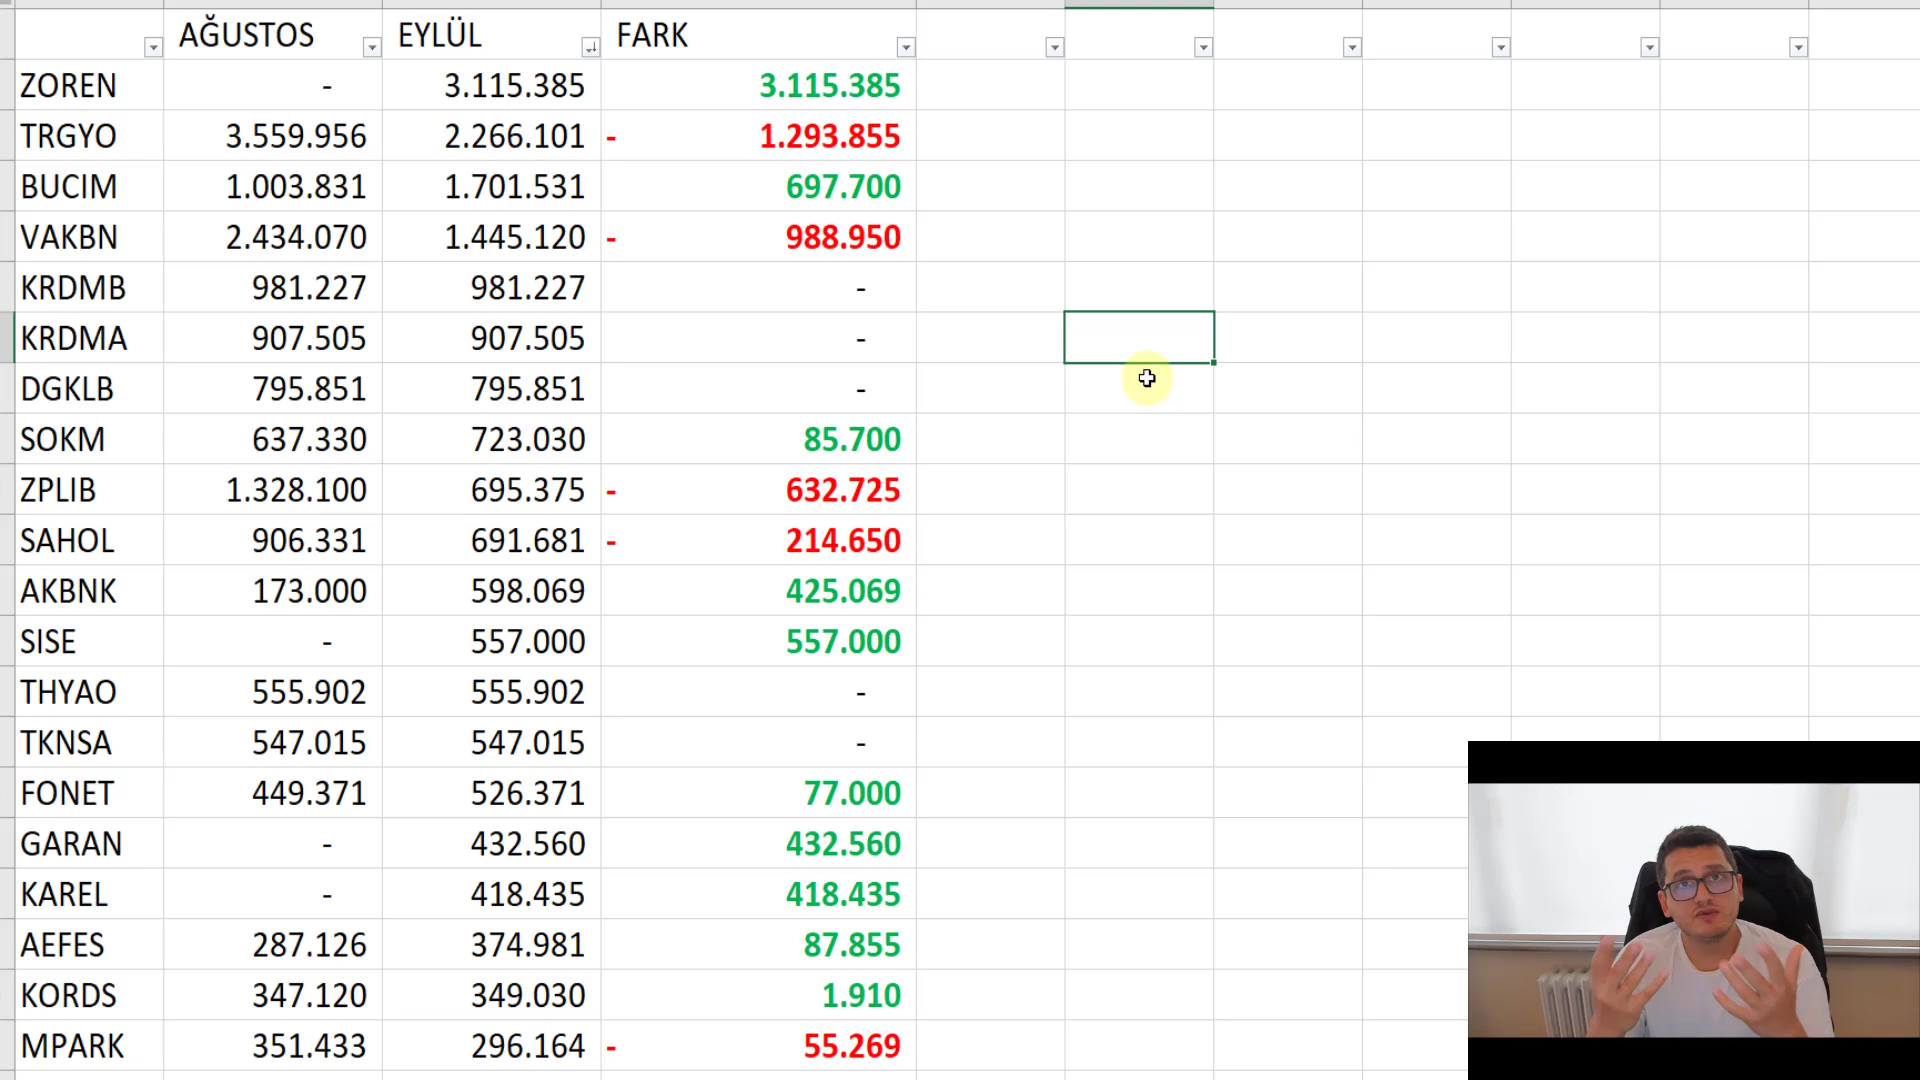 AĞUSTOS EYLÜL FARK
ZOREN - 3.115.385 3.115.385
TRGYO 3.559.956 2.266.101 - 1.293.855
BUCIM 1.003.831 1.701.531 697.700
VAKBN 2.434.070 1.445.120 - 988.950
KRDMB 981.227 981.227 -
KRDMA 907.505 907.505 -
DGKLB 795.851 795.851 -
SOKM 637.330 723.030 85.700
ZPLIB 1.328.100 695.375 - 632.725
SAHOL 906.331 691.681 - 214.650
AKBNK 173.000 598.069 425.069
SISE - 557.000 557.000
THYAO 555.902 555.902 -
TKNSA 547.015 547.015 -
FONET 449.371 526.371 77.000
GARAN - 432.560 432.560
KAREL - 418.435 418.435
AEFES 287.126 374.981 87.855
KORDS 347.120 349.030 1.910
MPARK 351.433 296.164 - 55.269